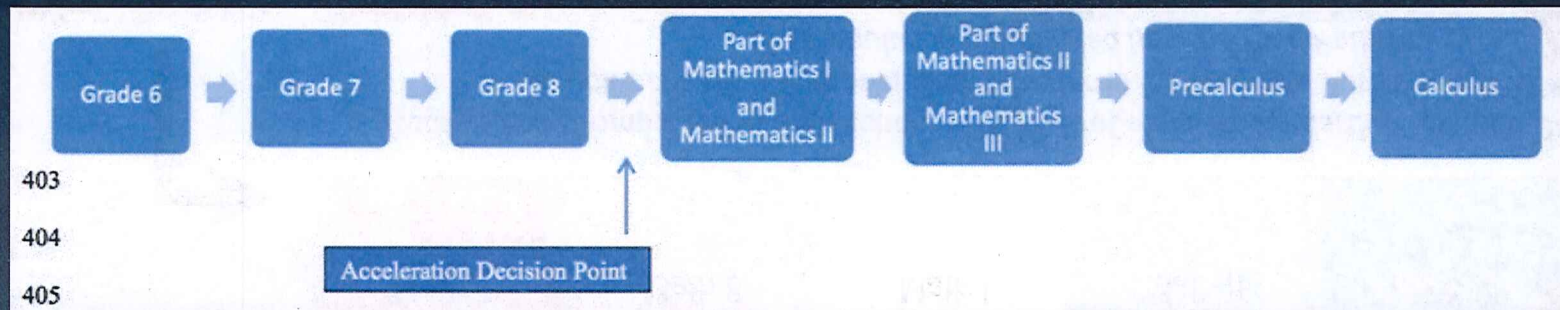 Grade 6
Grade 7
Grade 8
Part of
Mathematics I
and
Mathematics II
Part of
Mathematics II
and
Mathematics
III
Precalculus
Calculus
403
404
Acceleration Decision Point
405